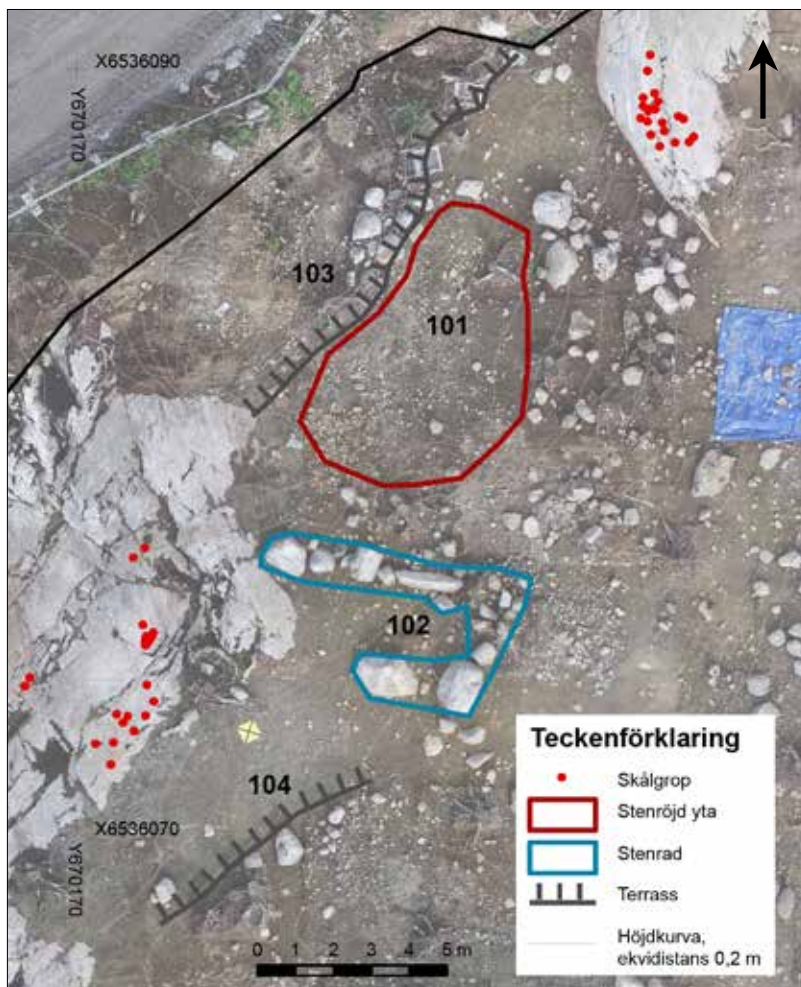 X6536090
Y670170
103
101
102
104
X6536070
Y670170
0 1 2 3 4 5 m
Teckenförklaring
Skålgrop
Stenröjd yta
Stenrad
Terrass
Höjdkurva,
ekvidistans 0,2 m